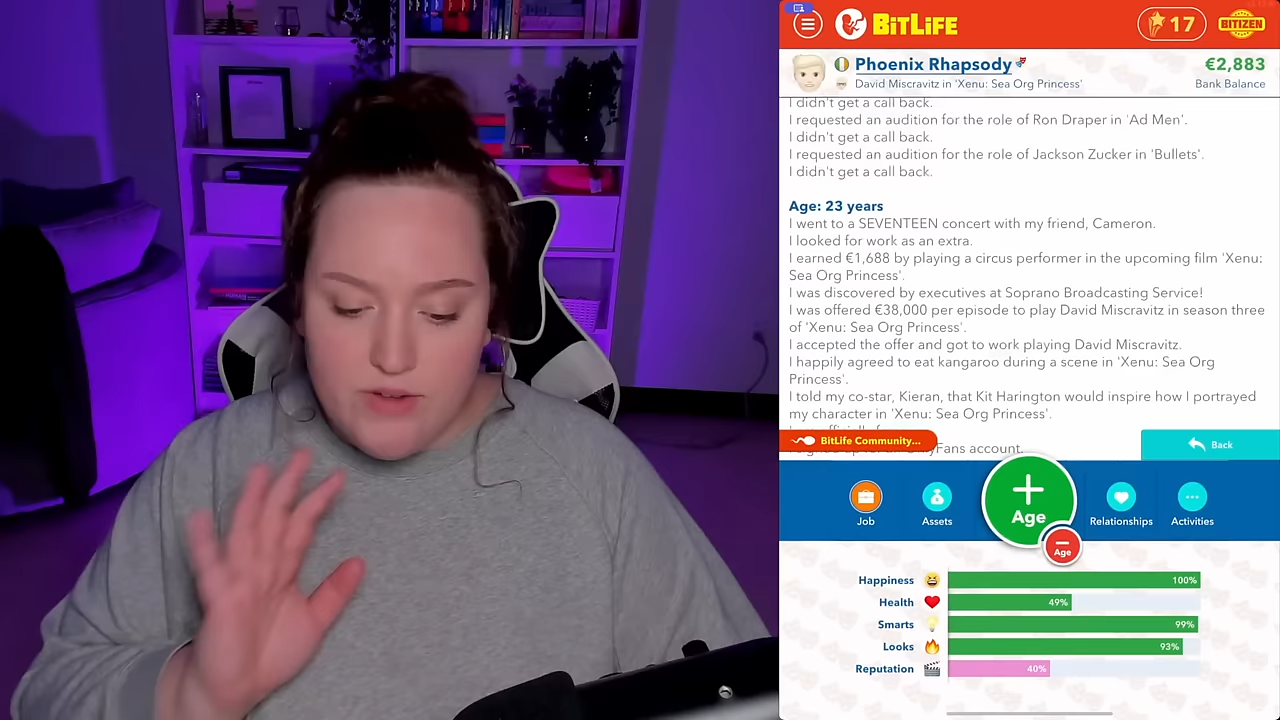 BITLIFE
17
BITIZEN
Phoenix Rhapsody
€2,883
David Miscravitz in 'Xenu: Sea Org Princess'
Bank Balance
I didn't get a call back.
I requested an audition for the role of Ron Draper in 'Ad Men'.
I didn't get a call back.
I requested an audition for the role of Jackson Zucker in 'Bullets'.
I didn't get a call back.
Age: 23 years
I went to a SEVENTEEN concert with my friend, Cameron.
I looked for work as an extra.
I earned €1,688 by playing a circus performer in the upcoming film 'Xenu:
Sea Org Princess'.
I was discovered by executives at Soprano Broadcasting Service!
I was offered €38,000 per episode to play David Miscravitz in season three
of 'Xenu: Sea Org Princess'.
I accepted the offer and got to work playing David Miscravitz.
I happily agreed to eat kangaroo during a scene in 'Xenu: Sea Org
Princess'.
I told my co-star, Kieran, that Kit Harington would inspire how I portrayed
my character in 'Xenu: Sea Org Princess'.
BitLife Community...
Back
account.
Age
Job
Assets
Relationships
Activities
Age
Happiness 100%
Health 49%
Smarts 99%
Looks 93%
Reputation 40%